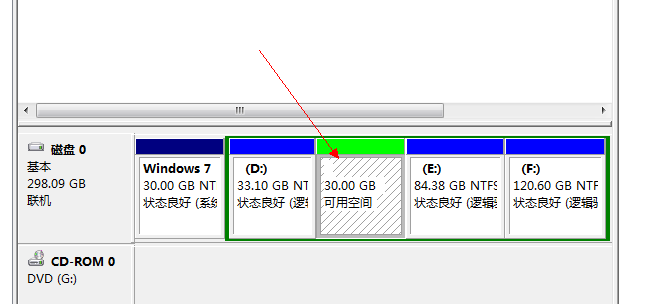 磁盘 0
基本
298.09 GB
联机
Windows 7
30.00 GB NT
状态良好 (系统
(D:)
33.10 GB NT
状态良好 (逻
30.00 GB
可用空间
(E:)
84.38 GB NTFS
状态良好 (逻辑
(F:)
120.60 GB NTF
状态良好 (逻辑
CD-ROM 0
DVD (G:)